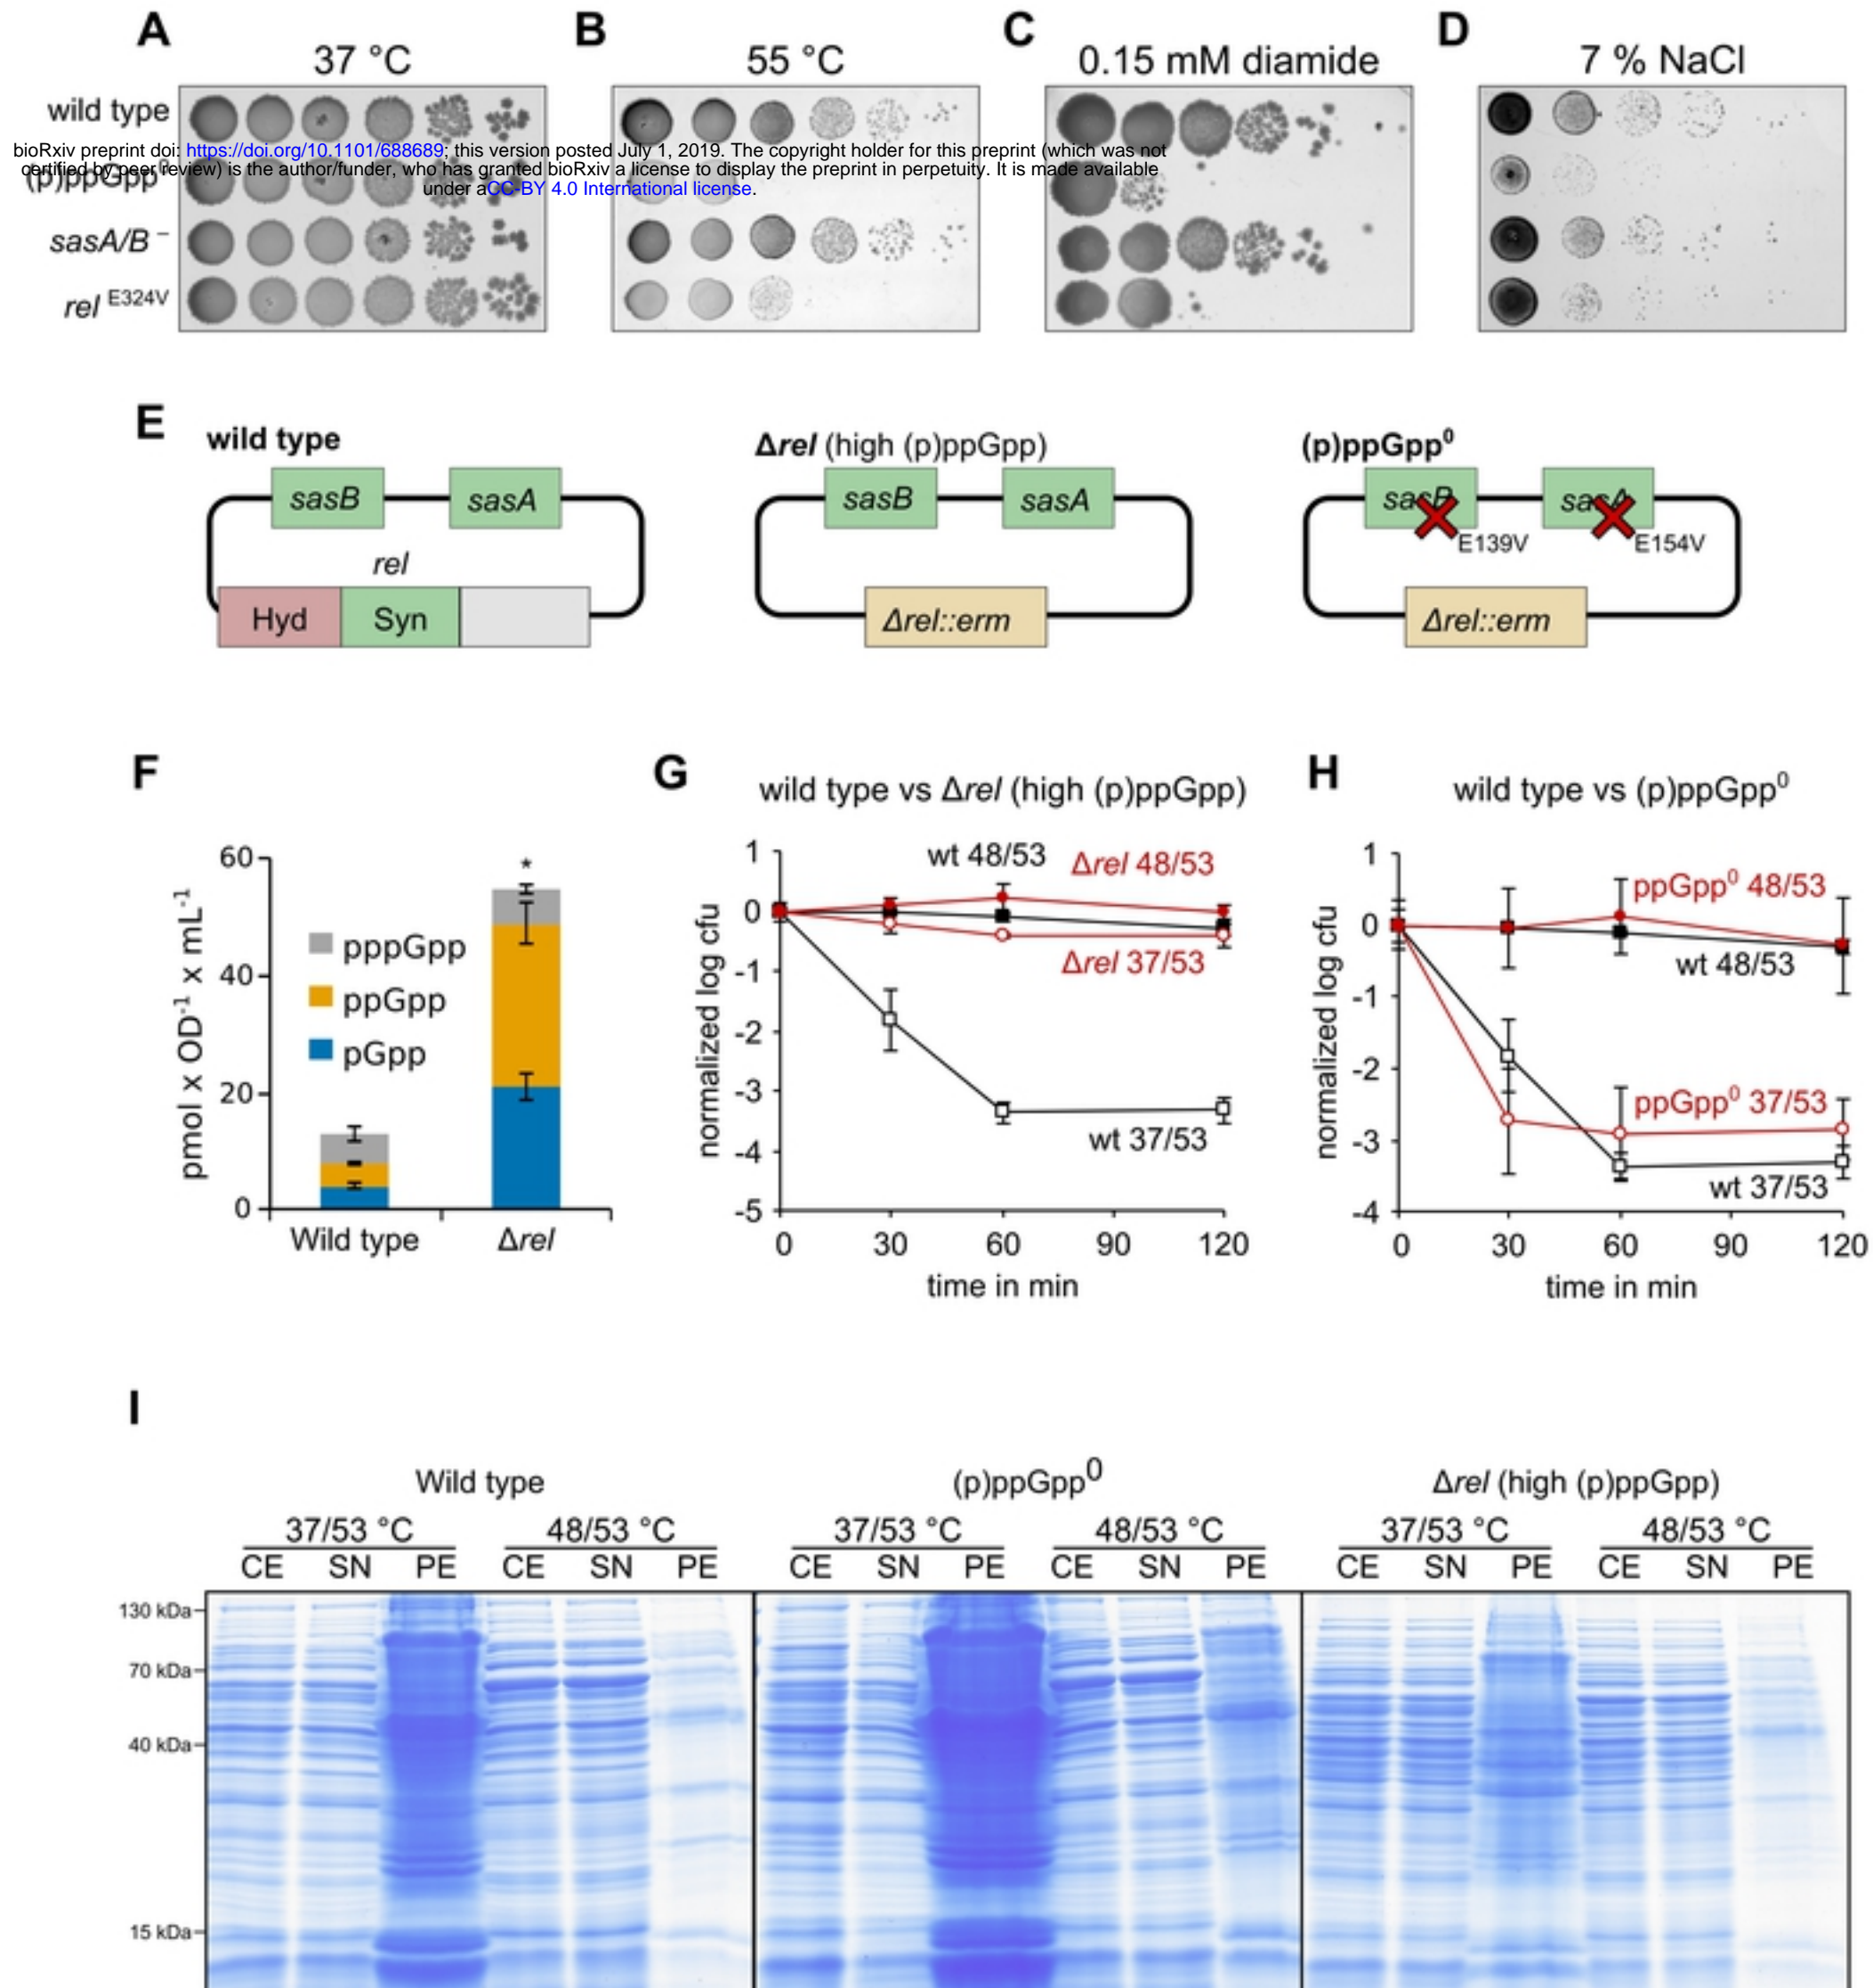 A
B
C
D
37 °C
55 °C
0.15 mM diamide
7 % NaCl
wild type
bioRxiv preprint doi: https://doi.org/10.1101/688689; this version posted July 1, 2019. The copyright holder for this preprint (which was not
certified by peer review) is the author/funder, who has granted bioRxiv a license to display the preprint in perpetuity. It is made available
under aCC-BY 4.0 International license.
(p)ppGpp⁰
sasA/B⁻
rel E324V
E
wild type
Δrel (high (p)ppGpp)
(p)ppGpp⁰
sasB
sasA
sasB
sasA
sasB
sasA
E139V
E154V
rel
Hyd
Syn
Δrel::erm
Δrel::erm
F
pmol x OD⁻¹ x mL⁻¹
60
40
20
0
*
pppGpp
ppGpp
pGpp
Wild type
Δrel
G
wild type vs Δrel (high (p)ppGpp)
normalized log cfu
1
0
-1
-2
-3
-4
-5
wt 48/53
Δrel 48/53
Δrel 37/53
wt 37/53
0 30 60 90 120
time in min
H
wild type vs (p)ppGpp⁰
normalized log cfu
1
0
-1
-2
-3
-4
ppGpp⁰ 48/53
wt 48/53
ppGpp⁰ 37/53
wt 37/53
0 30 60 90 120
time in min
I
Wild type
(p)ppGpp⁰
Δrel (high (p)ppGpp)
37/53 °C
48/53 °C
37/53 °C
48/53 °C
37/53 °C
48/53 °C
CE SN PE CE SN PE CE SN PE CE SN PE CE SN PE CE SN PE
130 kDa
70 kDa
40 kDa
15 kDa